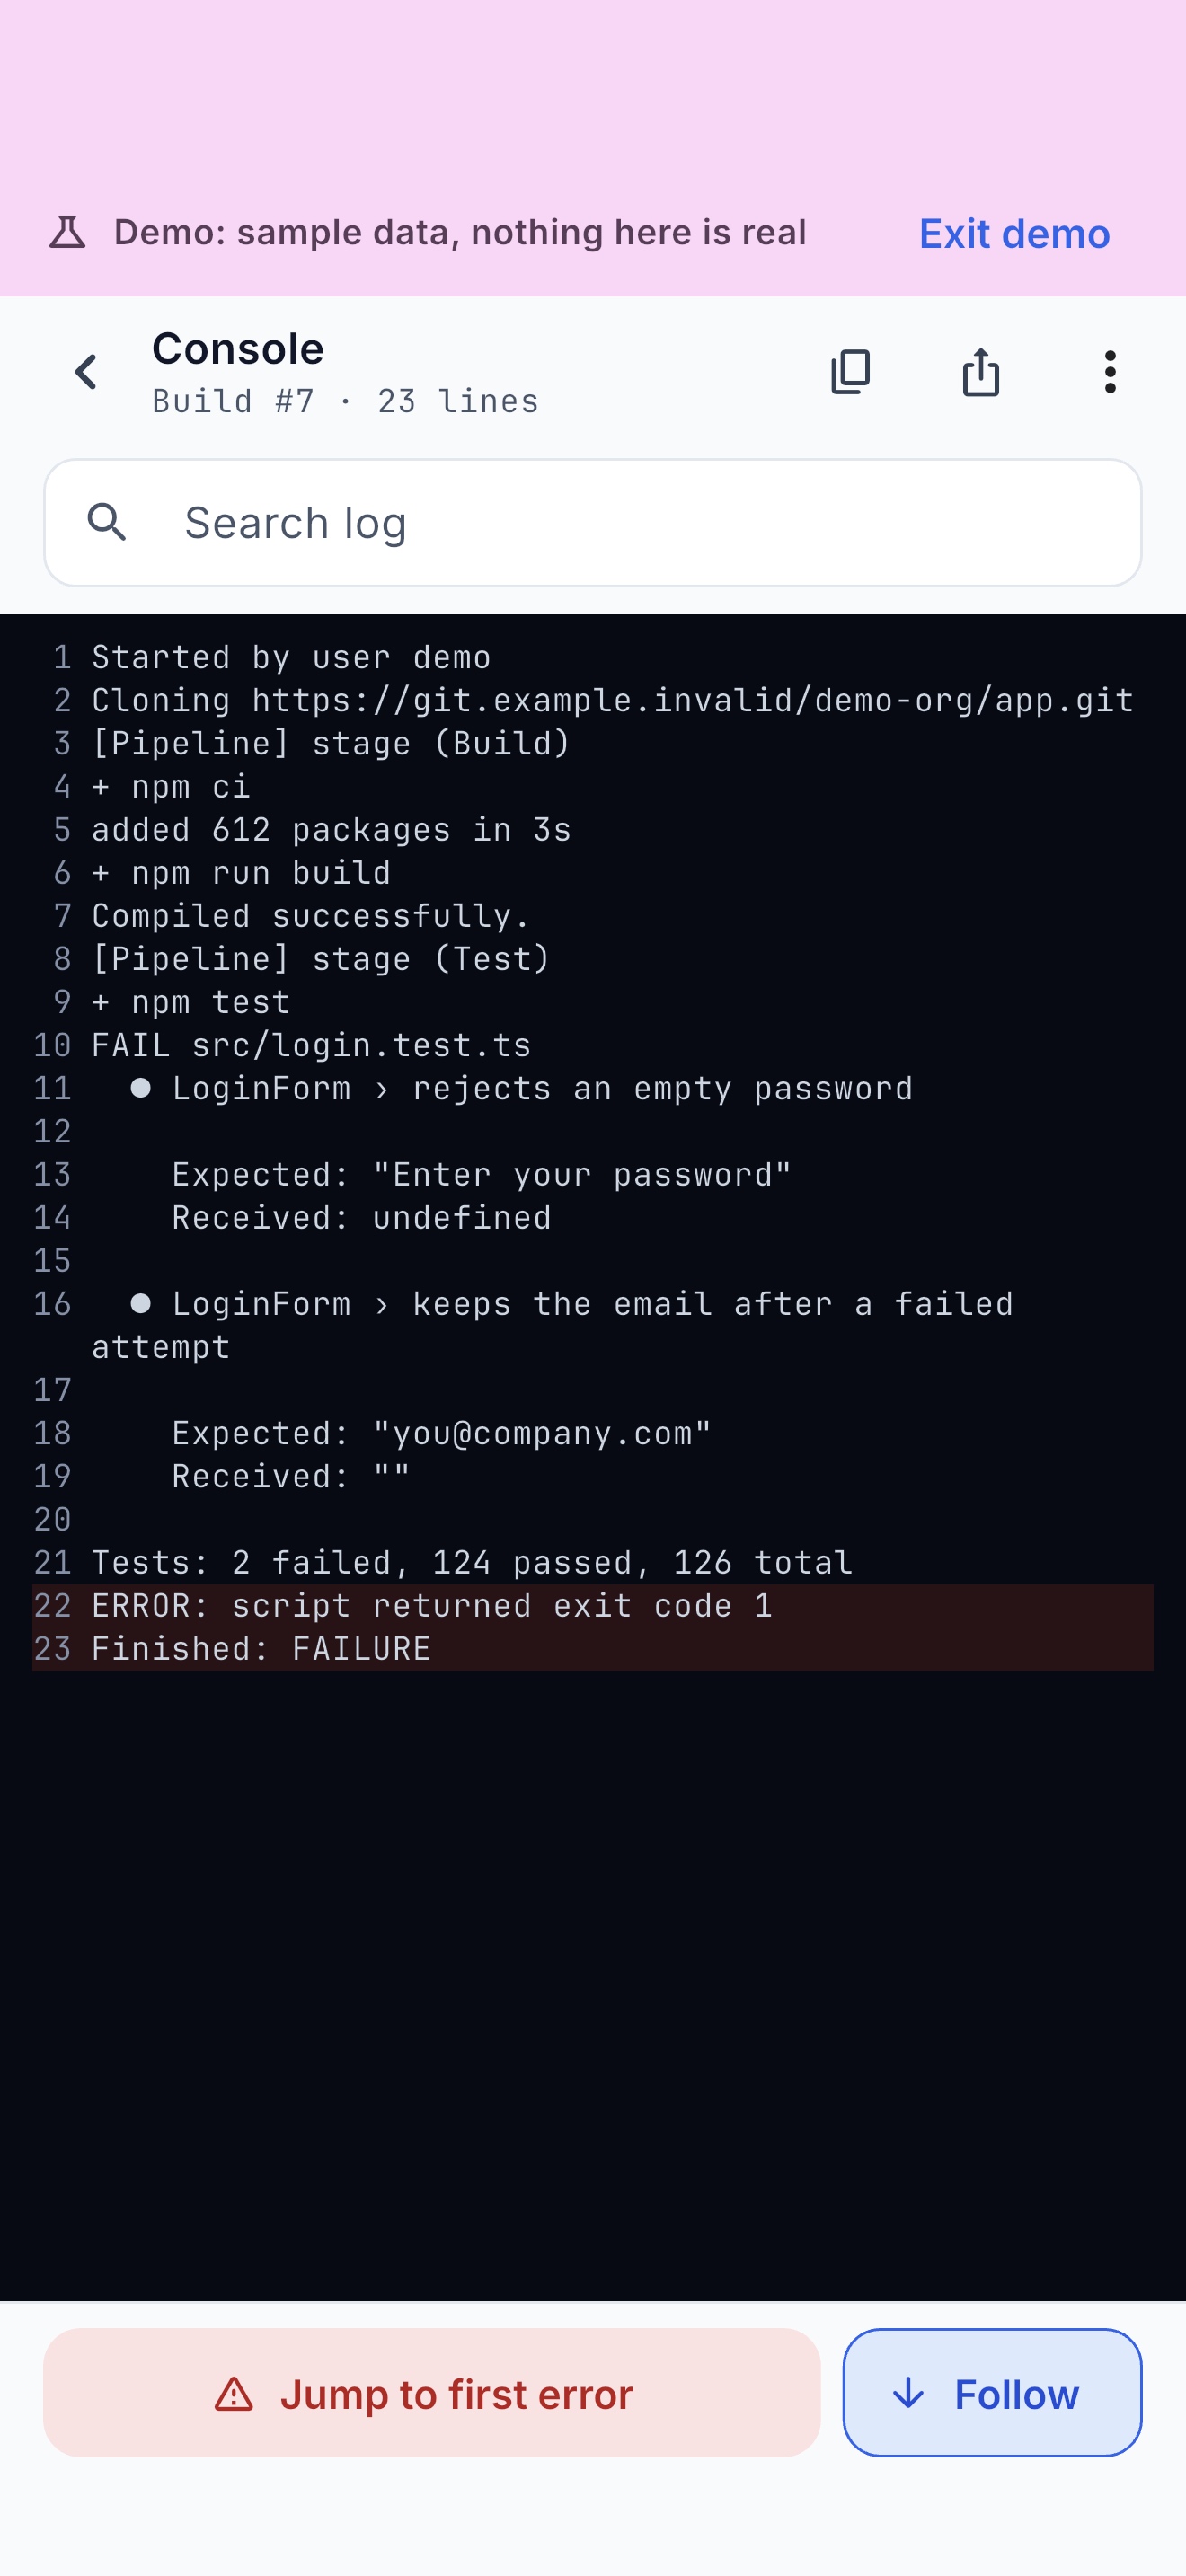 Demo: sample data, nothing here is real
Exit demo
Console
Build #7 · 23 lines
Search log
1 Started by user demo
2 Cloning https://git.example.invalid/demo-org/app.git
3 [Pipeline] stage (Build)
4 + npm ci
5 added 612 packages in 3s
6 + npm run build
7 Compiled successfully.
8 [Pipeline] stage (Test)
9 + npm test
10 FAIL src/login.test.ts
11   ● LoginForm › rejects an empty password
12
13     Expected: "Enter your password"
14     Received: undefined
15
16   ● LoginForm › keeps the email after a failed
attempt
17
18     Expected: "you@company.com"
19     Received: ""
20
21 Tests: 2 failed, 124 passed, 126 total
22 ERROR: script returned exit code 1
23 Finished: FAILURE
Jump to first error
Follow